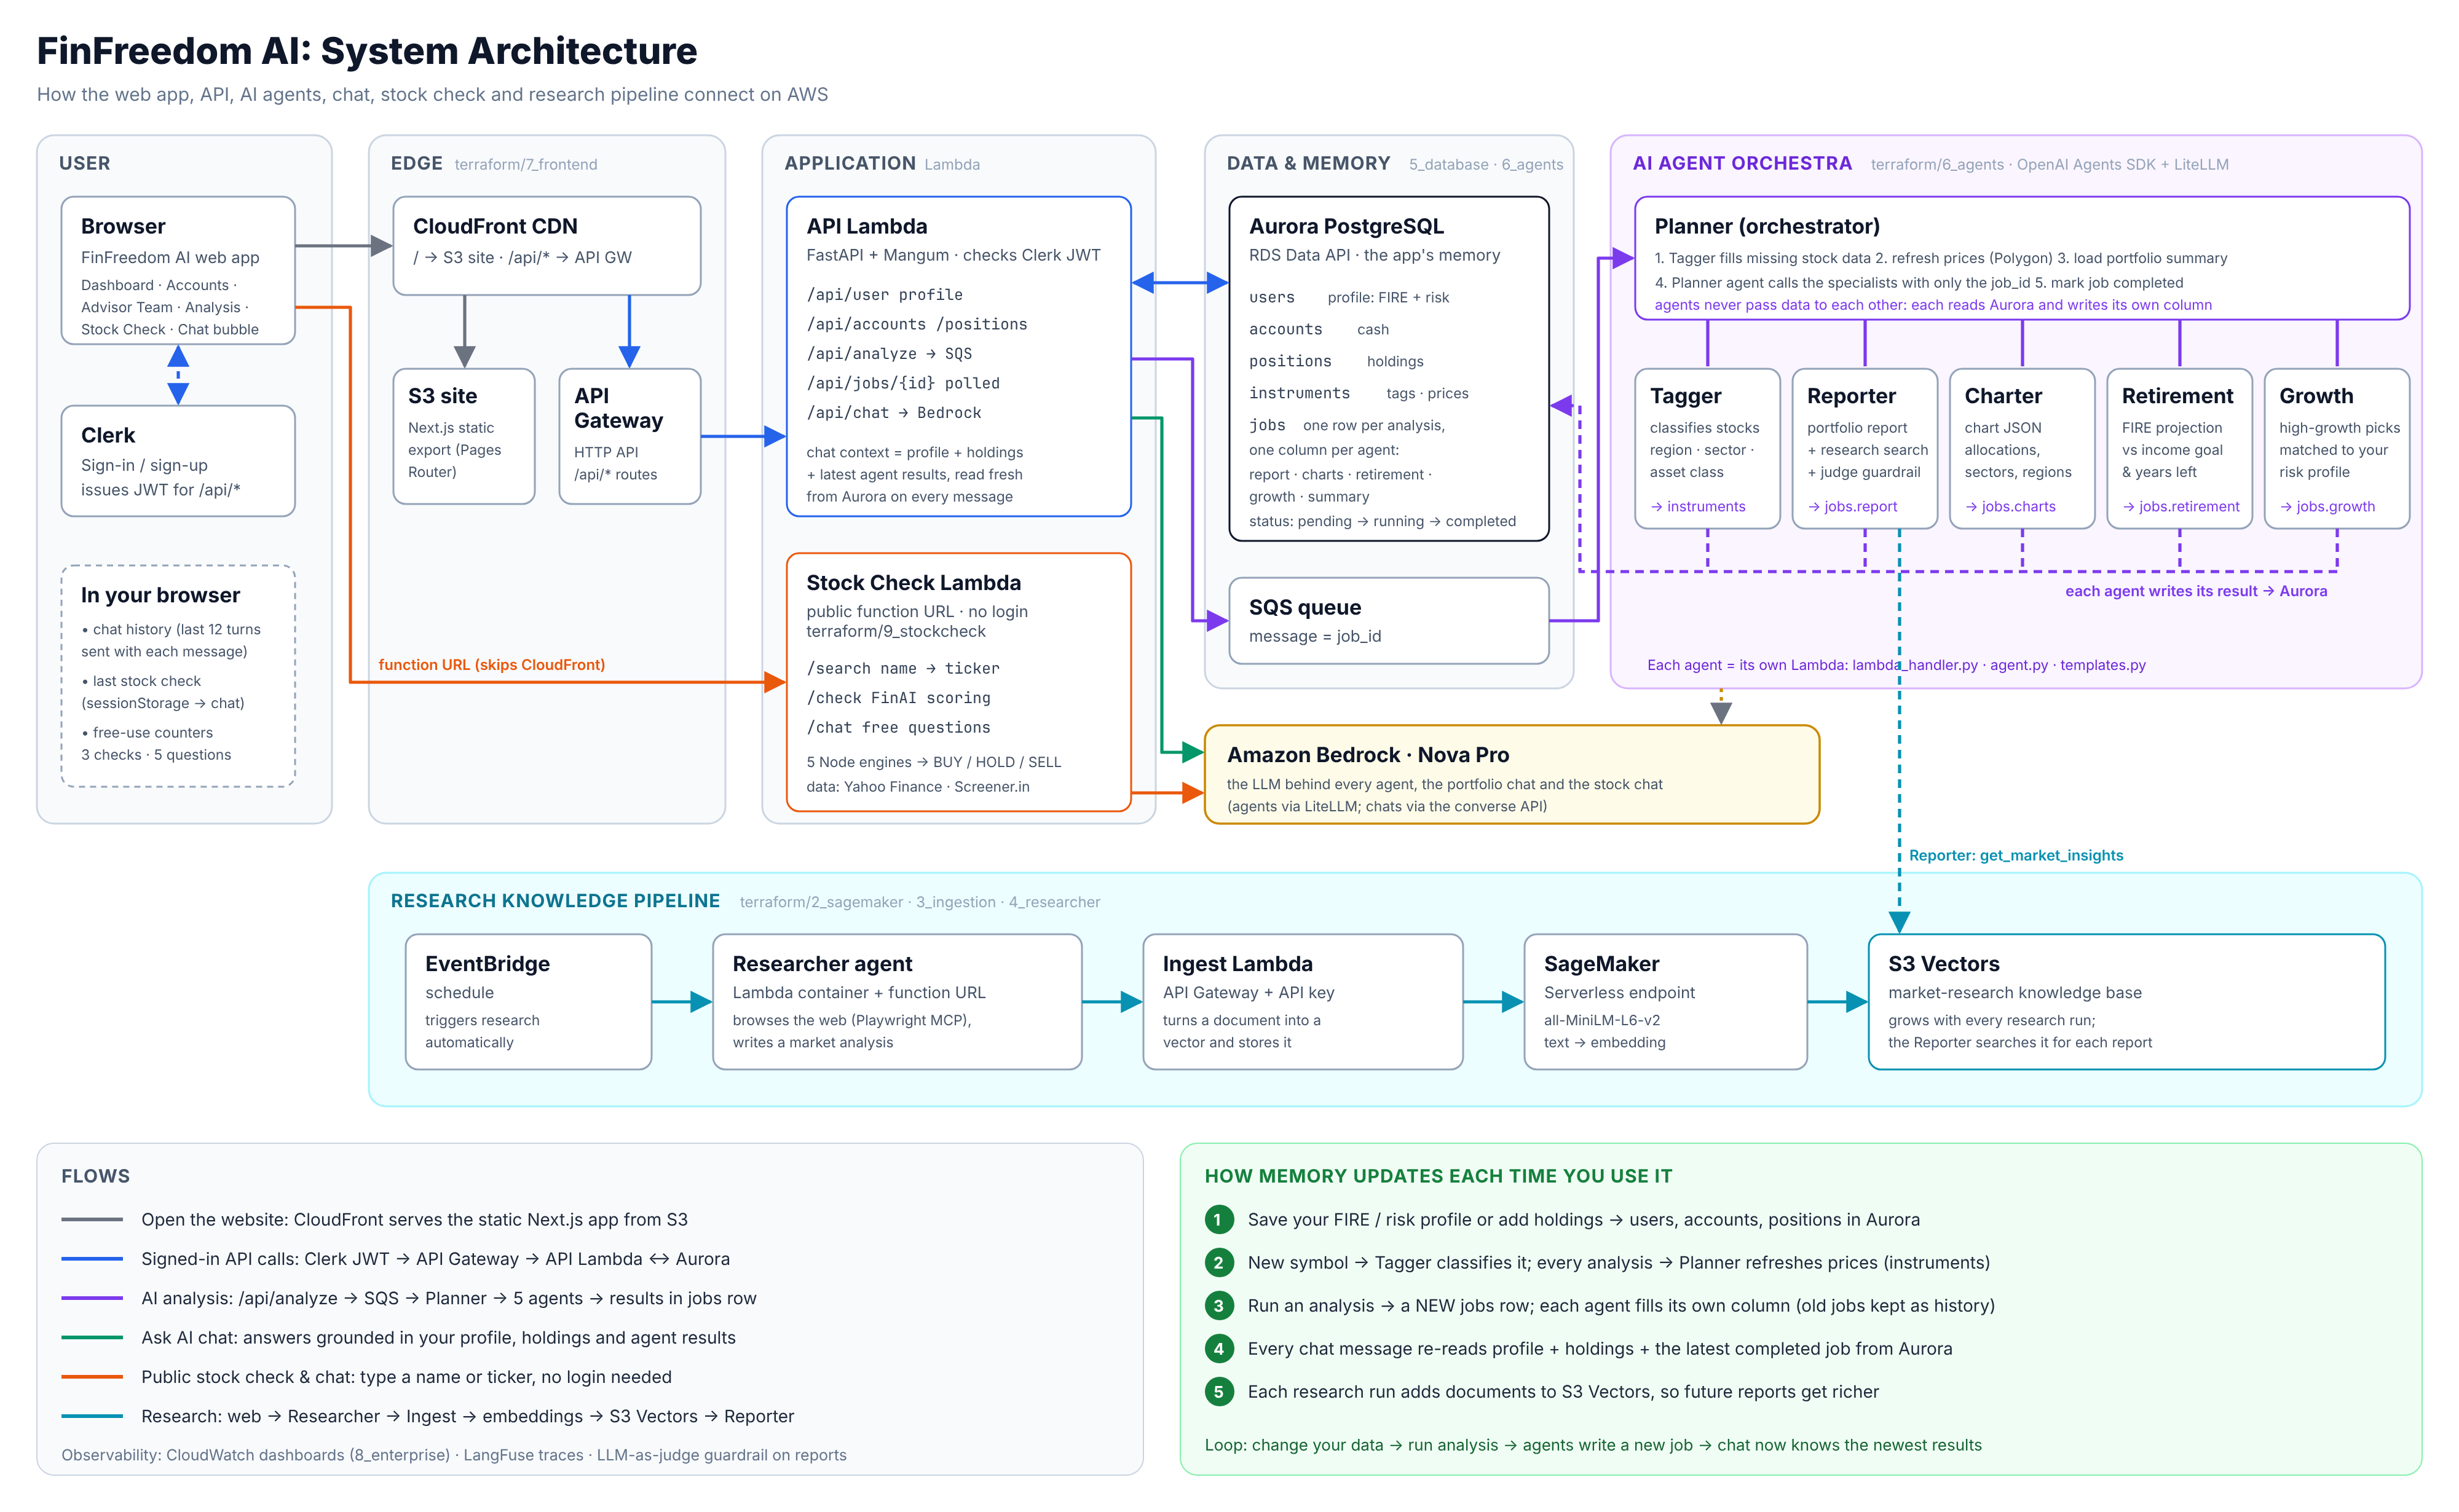 FinFreedom AI: System Architecture
How the web app, API, AI agents, chat, stock check and research pipeline connect on AWS
USER
Browser
FinFreedom AI web app
Dashboard · Accounts ·
Advisor Team · Analysis ·
Stock Check · Chat bubble
Clerk
Sign-in / sign-up
issues JWT for /api/*
In your browser
• chat history (last 12 turns
sent with each message)
• last stock check
(sessionStorage → chat)
• free-use counters
3 checks · 5 questions
EDGE terraform/7_frontend
CloudFront CDN
/ → S3 site · /api/* → API GW
S3 site
Next.js static
export (Pages
Router)
API
Gateway
HTTP API
/api/* routes
function URL (skips CloudFront)
APPLICATION Lambda
API Lambda
FastAPI + Mangum · checks Clerk JWT
/api/user profile
/api/accounts /positions
/api/analyze → SQS
/api/jobs/{id} polled
/api/chat → Bedrock
chat context = profile + holdings
+ latest agent results, read fresh
from Aurora on every message
Stock Check Lambda
public function URL · no login
terraform/9_stockcheck
/search name → ticker
/check FinAI scoring
/chat free questions
5 Node engines → BUY / HOLD / SELL
data: Yahoo Finance · Screener.in
DATA & MEMORY 5_database · 6_agents
Aurora PostgreSQL
RDS Data API · the app's memory
users profile: FIRE + risk
accounts cash
positions holdings
instruments tags · prices
jobs one row per analysis,
one column per agent:
report · charts · retirement ·
growth · summary
status: pending → running → completed
SQS queue
message = job_id
AI AGENT ORCHESTRA terraform/6_agents · OpenAI Agents SDK + LiteLLM
Planner (orchestrator)
1. Tagger fills missing stock data 2. refresh prices (Polygon) 3. load portfolio summary
4. Planner agent calls the specialists with only the job_id 5. mark job completed
agents never pass data to each other: each reads Aurora and writes its own column
Tagger
classifies stocks
region · sector ·
asset class
→ instruments
Reporter
portfolio report
+ research search
+ judge guardrail
→ jobs.report
Charter
chart JSON
allocations,
sectors, regions
→ jobs.charts
Retirement
FIRE projection
vs income goal
& years left
→ jobs.retirement
Growth
high-growth picks
matched to your
risk profile
→ jobs.growth
each agent writes its result → Aurora
Each agent = its own Lambda: lambda_handler.py · agent.py · templates.py
Amazon Bedrock · Nova Pro
the LLM behind every agent, the portfolio chat and the stock chat
(agents via LiteLLM; chats via the converse API)
Reporter: get_market_insights
RESEARCH KNOWLEDGE PIPELINE terraform/2_sagemaker · 3_ingestion · 4_researcher
EventBridge
schedule
triggers research
automatically
Researcher agent
Lambda container + function URL
browses the web (Playwright MCP),
writes a market analysis
Ingest Lambda
API Gateway + API key
turns a document into a
vector and stores it
SageMaker
Serverless endpoint
all-MiniLM-L6-v2
text → embedding
S3 Vectors
market-research knowledge base
grows with every research run;
the Reporter searches it for each report
FLOWS
Open the website: CloudFront serves the static Next.js app from S3
Signed-in API calls: Clerk JWT → API Gateway → API Lambda ↔ Aurora
AI analysis: /api/analyze → SQS → Planner → 5 agents → results in jobs row
Ask AI chat: answers grounded in your profile, holdings and agent results
Public stock check & chat: type a name or ticker, no login needed
Research: web → Researcher → Ingest → embeddings → S3 Vectors → Reporter
Observability: CloudWatch dashboards (8_enterprise) · LangFuse traces · LLM-as-judge guardrail on reports
HOW MEMORY UPDATES EACH TIME YOU USE IT
1 Save your FIRE / risk profile or add holdings → users, accounts, positions in Aurora
2 New symbol → Tagger classifies it; every analysis → Planner refreshes prices (instruments)
3 Run an analysis → a NEW jobs row; each agent fills its own column (old jobs kept as history)
4 Every chat message re-reads profile + holdings + the latest completed job from Aurora
5 Each research run adds documents to S3 Vectors, so future reports get richer
Loop: change your data → run analysis → agents write a new job → chat now knows the newest results